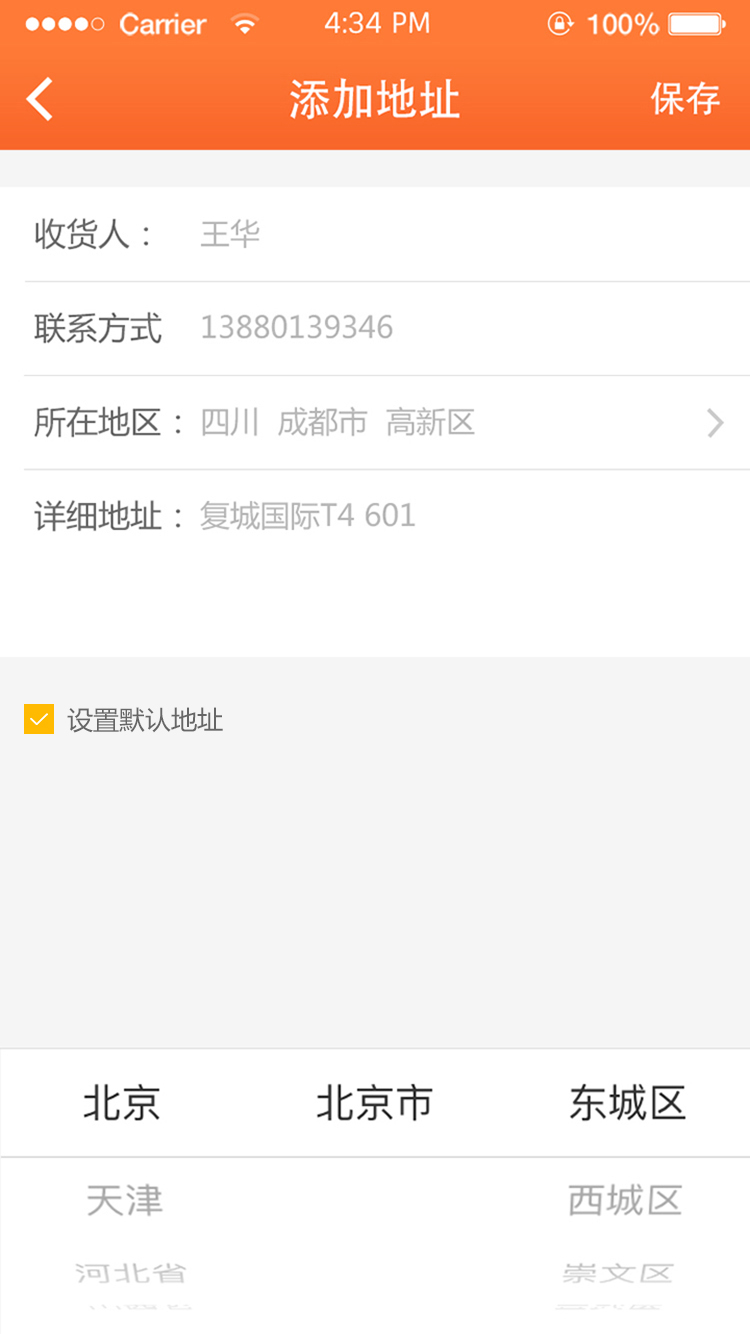 Carrier 4:34 PM 100%
添加地址 保存
收货人： 王华
联系方式 13880139346
所在地区： 四川 成都市 高新区
详细地址： 复城国际T4 601
设置默认地址
北京 北京市 东城区
天津 西城区
河北省 崇文区